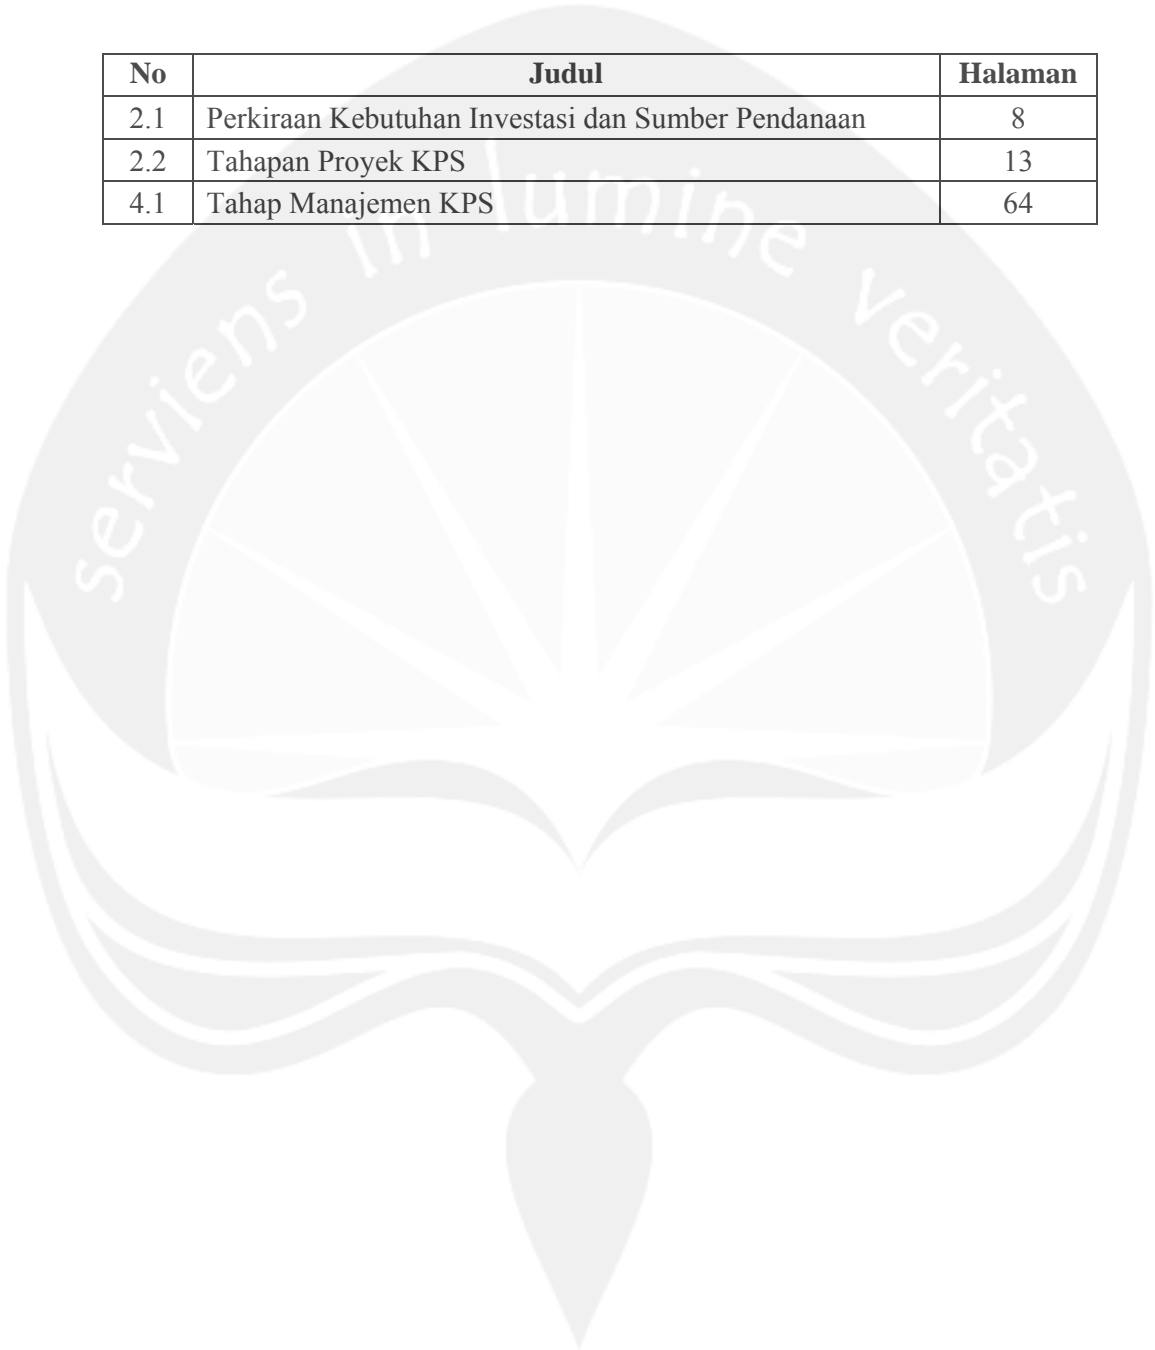 No Judul Halaman
2.1 Perkiraan Kebutuhan Investasi dan Sumber Pendanaan 8
2.2 Tahapan Proyek KPS 13
4.1 Tahap Manajemen KPS 64
serviens in lumine veritatis